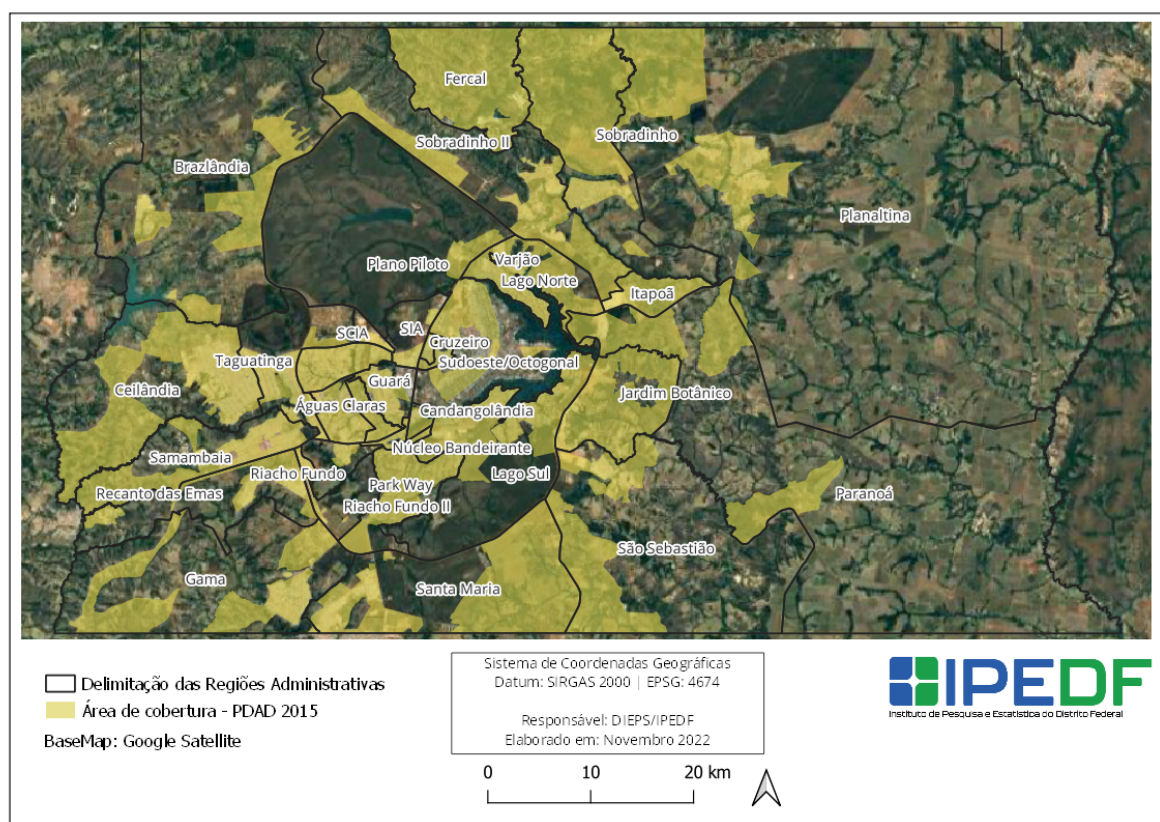 Fercal
Sobradinho II
Sobradinho
Brazlândia
Planaltina
Plano Piloto
Varjão
Lago Norte
Itapoã
SCIA
SIA
Cruzeiro
Sudoeste/Octogonal
Taguatinga
Guará
Ceilândia
Jardim Botânico
Águas Claras
Candangolândia
Núcleo Bandeirante
Samambaia
Riacho Fundo
Lago Sul
Park Way
Recanto das Emas
Paranoá
Riacho Fundo II
São Sebastião
Gama
Santa Maria
Delimitação das Regiões Administrativas
Área de cobertura - PDAD 2015
BaseMap: Google Satellite
Sistema de Coordenadas Geográficas
Datum: SIRGAS 2000 | EPSG: 4674
Responsável: DIEPS/IPEDF
Elaborado em: Novembro 2022
0 10 20 km
IPEDF
Instituto de Pesquisa e Estatística do Distrito Federal